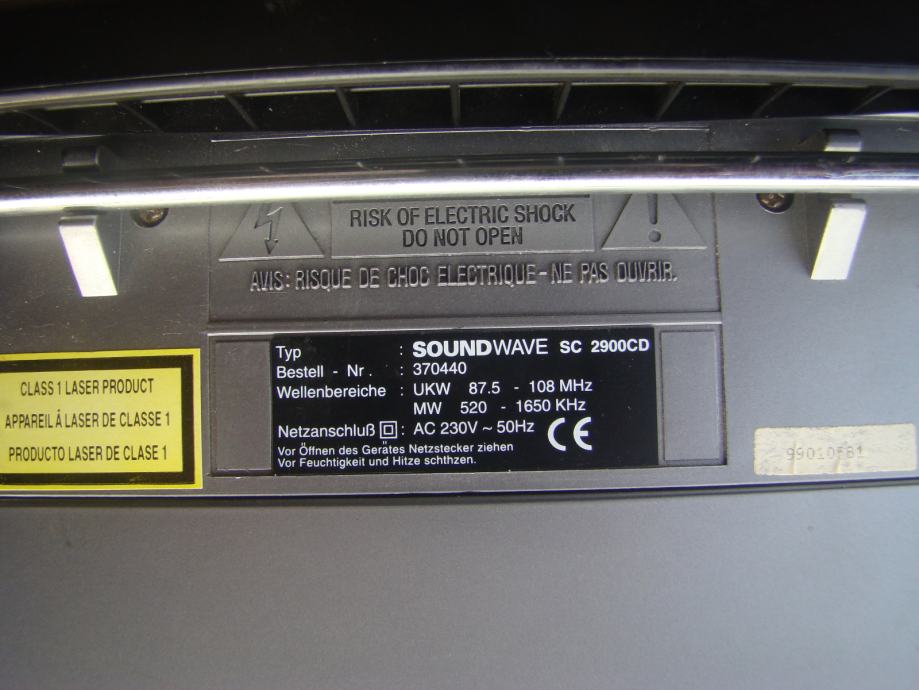 RISK OF ELECTRIC SHOCK
DO NOT OPEN
AVIS: RISQUE DE CHOC ELECTRIQUE-NE PAS OUVRIR.
CLASS 1 LASER PRODUCT
APPAREIL À LASER DE CLASSE 1
PRODUCTO LASER DE CLASE 1
Typ : SOUNDWAVE SC 2900CD
Bestell - Nr. : 370440
Wellenbereiche : UKW 87.5 - 108 MHz
MW 520 - 1650 KHz
Netzanschluß : AC 230V ~ 50Hz CE
Vor Öffnen des Gerätes Netzstecker ziehen
Vor Feuchtigkeit und Hitze schthzen.